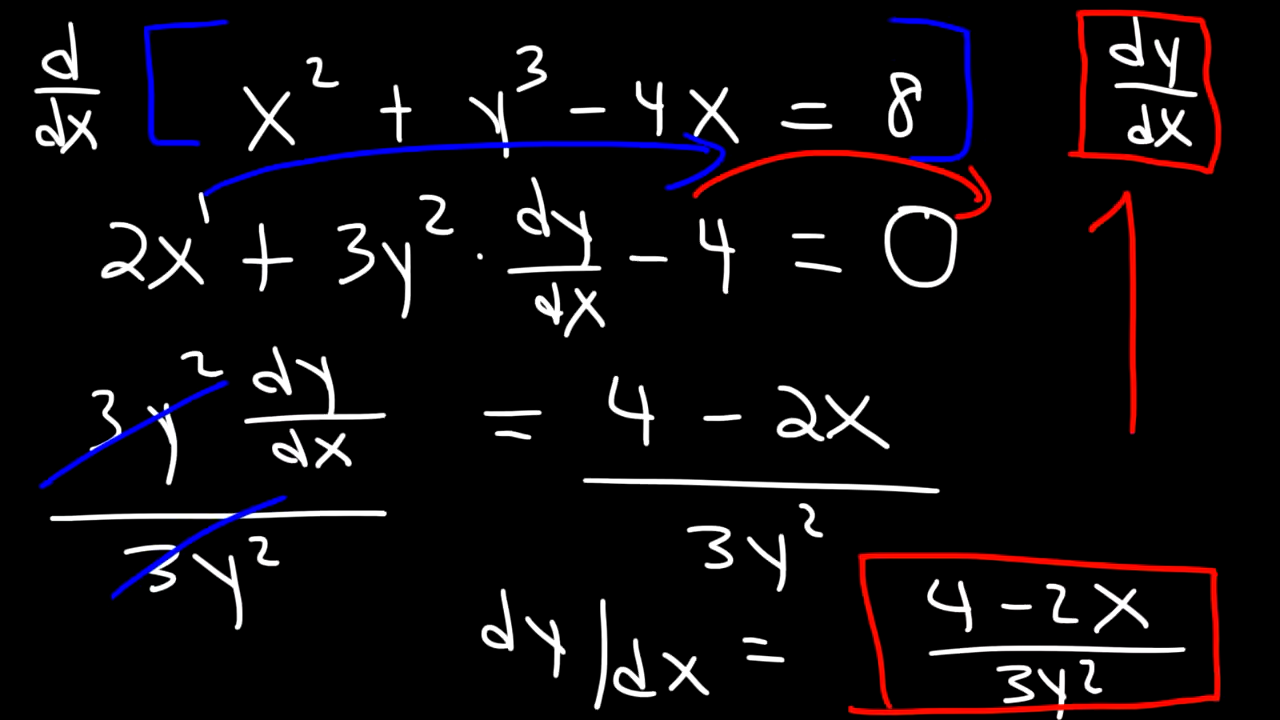 d/dx [ x² + y³ - 4x = 8 ] dy/dx
2x¹ + 3y² · dy/dx - 4 = 0
3y² dy/dx / 3y² = 4 - 2x / 3y²
dy/dx = 4 - 2x / 3y²